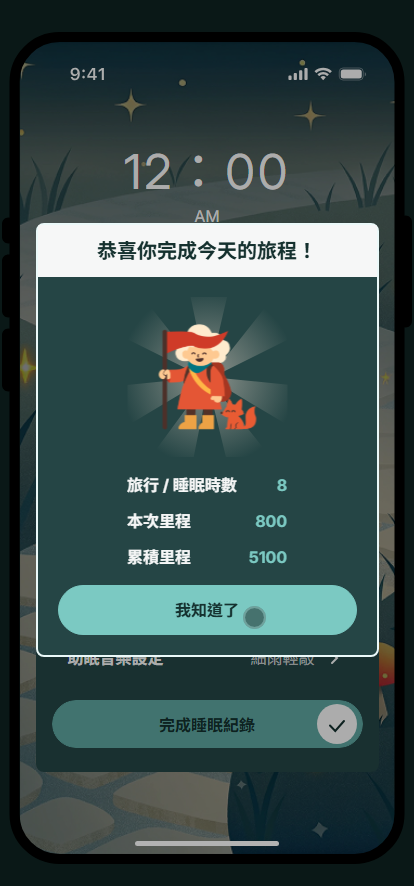 9:41
12 : 00
AM
恭喜你完成今天的旅程！
旅行 / 睡眠時數 8
本次里程 800
累積里程 5100
我知道了
助眠音樂設定 細雨輕敲
完成睡眠紀錄